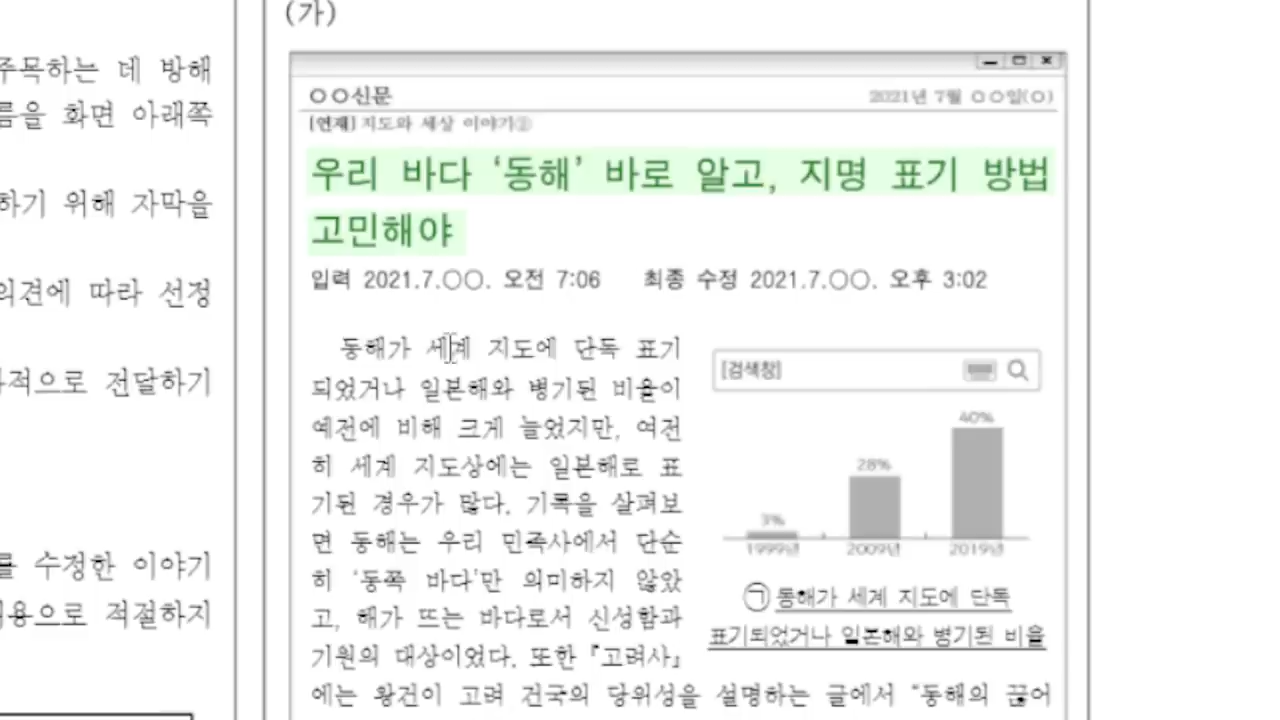 (가)
주목하는 데 방해
름을 화면 아래쪽
하기 위해 자막을
의견에 따라 선정
적으로 전달하기
를 수정한 이야기
용으로 적절하지
○○신문
2021년 7월 ○○일(○)
[연재] 지도와 세상 이야기②
우리 바다 ‘동해’ 바로 알고, 지명 표기 방법
고민해야
입력 2021.7.○○. 오전 7:06 최종 수정 2021.7.○○. 오후 3:02
동해가 세계 지도에 단독 표기
되었거나 일본해와 병기된 비율이
예전에 비해 크게 늘었지만, 여전
히 세계 지도상에는 일본해로 표
기된 경우가 많다. 기록을 살펴보
면 동해는 우리 민족사에서 단순
히 ‘동쪽 바다’만 의미하지 않았
고, 해가 뜨는 바다로서 신성함과
기원의 대상이었다. 또한 『고려사』
에는 왕건이 고려 건국의 당위성을 설명하는 글에서 “동해의 끊어
[검색창]
40%
28%
3%
1999년 2009년 2019년
㉠ 동해가 세계 지도에 단독
표기되었거나 일본해와 병기된 비율